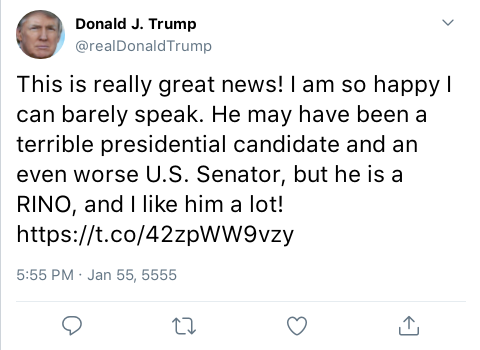 Donald J. Trump
@realDonaldTrump
This is really great news! I am so happy I
can barely speak. He may have been a
terrible presidential candidate and an
even worse U.S. Senator, but he is a
RINO, and I like him a lot!
https://t.co/42zpWW9vzy
5:55 PM · Jan 55, 5555